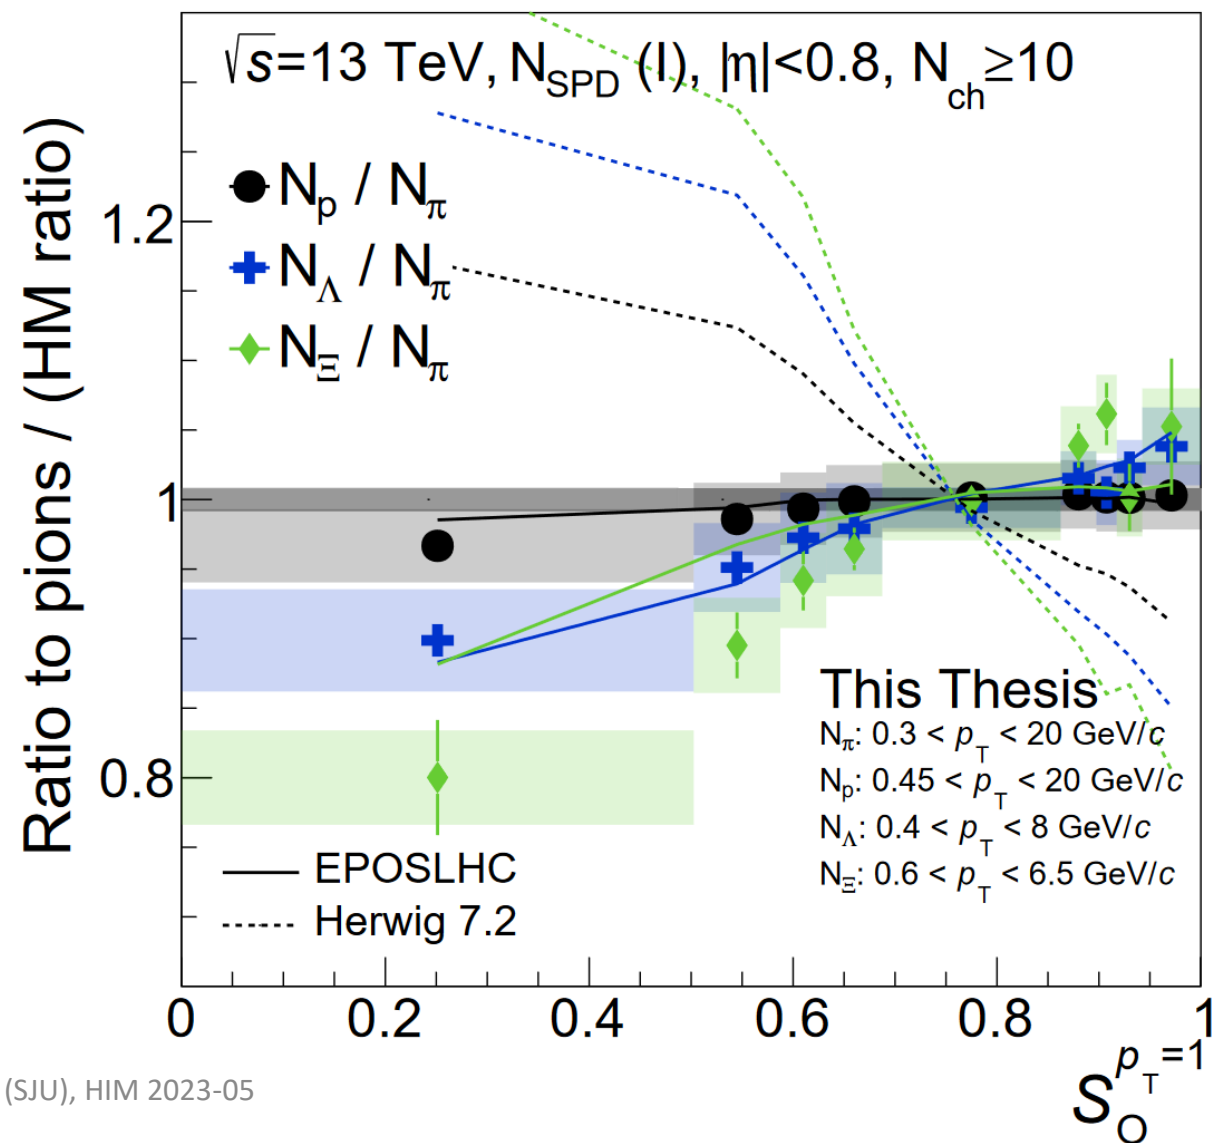 √s=13 TeV, N_SPD (I), |η|<0.8, N_ch≥10
N_p / N_π
N_Λ / N_π
N_Ξ / N_π
Ratio to pions / (HM ratio)
1.2
1
0.8
This Thesis
N_π: 0.3 < p_T < 20 GeV/c
N_p: 0.45 < p_T < 20 GeV/c
N_Λ: 0.4 < p_T < 8 GeV/c
N_Ξ: 0.6 < p_T < 6.5 GeV/c
EPOSLHC
Herwig 7.2
0 0.2 0.4 0.6 0.8 1
S_O^{p_T=1}
(SJU), HIM 2023-05